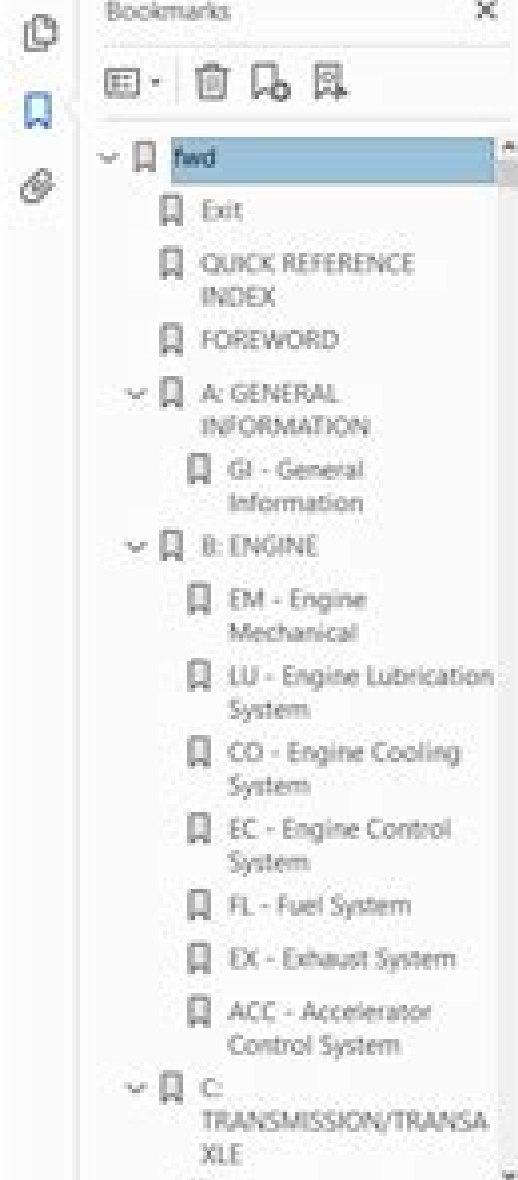 Bookmarks
fwd
Exit
QUICK REFERENCE
INDEX
FOREWORD
A: GENERAL
INFORMATION
GI - General
Information
B: ENGINE
EM - Engine
Mechanical
LU - Engine Lubrication
System
CO - Engine Cooling
System
EC - Engine Control
System
FL - Fuel System
EX - Exhaust System
ACC - Accelerator
Control System
C:
TRANSMISSION/TRANSA
XLE